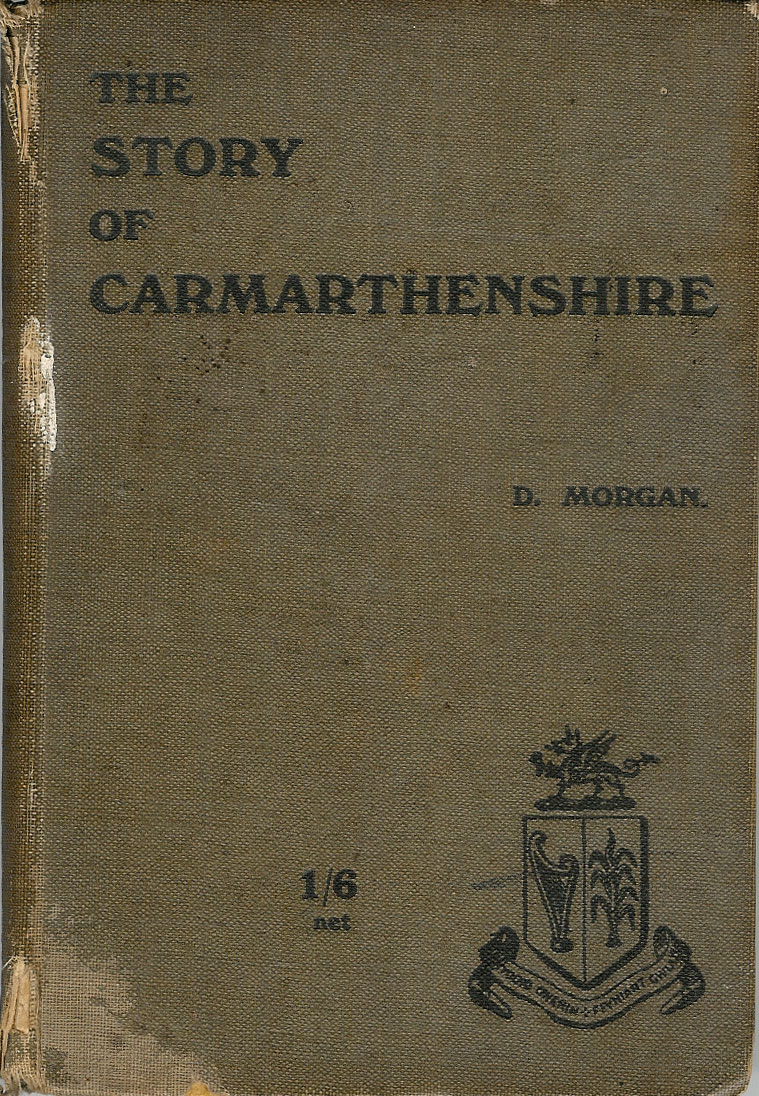 THE
STORY
OF
CARMARTHENSHIRE
D. MORGAN.
1/6
net